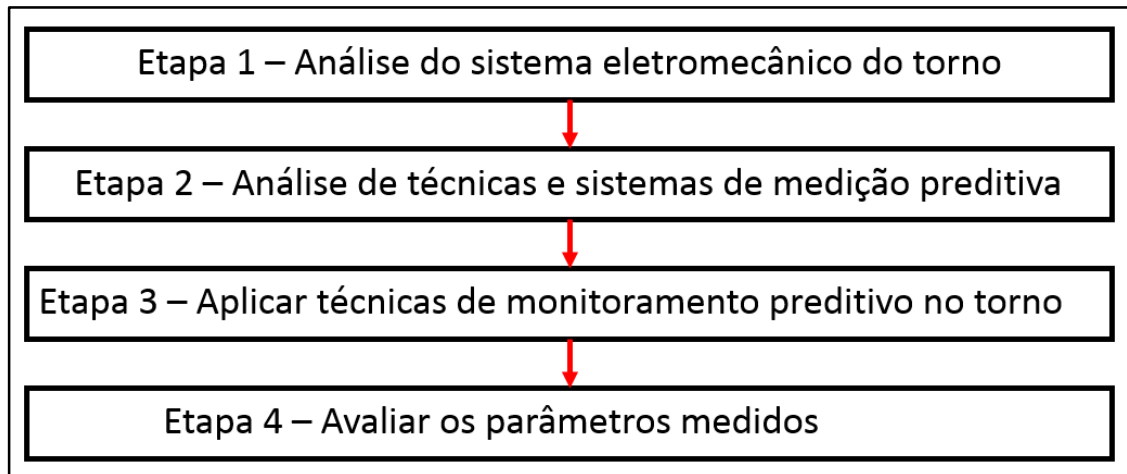 Etapa 1 – Análise do sistema eletromecânico do torno
Etapa 2 – Análise de técnicas e sistemas de medição preditiva
Etapa 3 – Aplicar técnicas de monitoramento preditivo no torno
Etapa 4 – Avaliar os parâmetros medidos